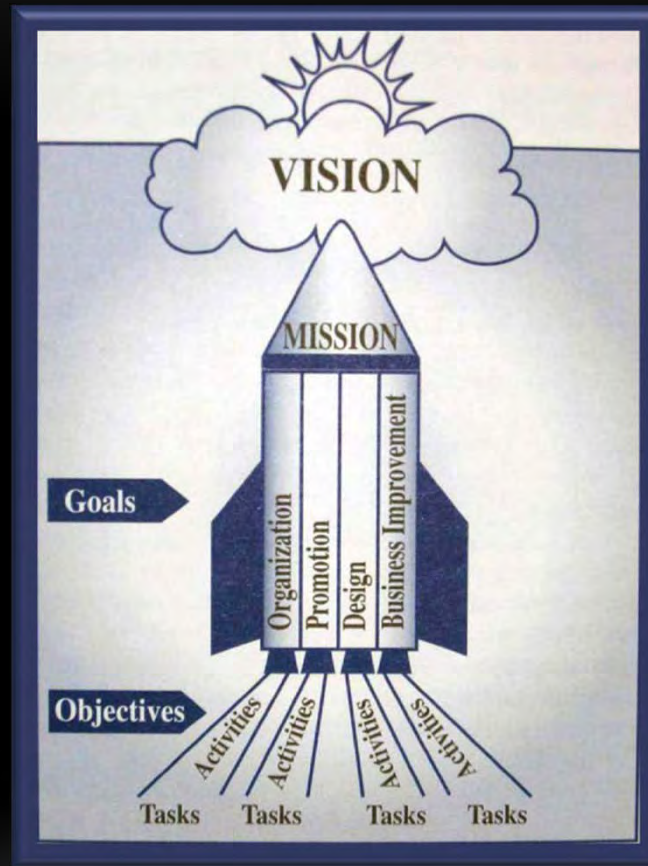 VISION
MISSION
Goals
Organization
Promotion
Design
Business Improvement
Objectives
Activities
Activities
Activities
Activities
Tasks
Tasks
Tasks
Tasks